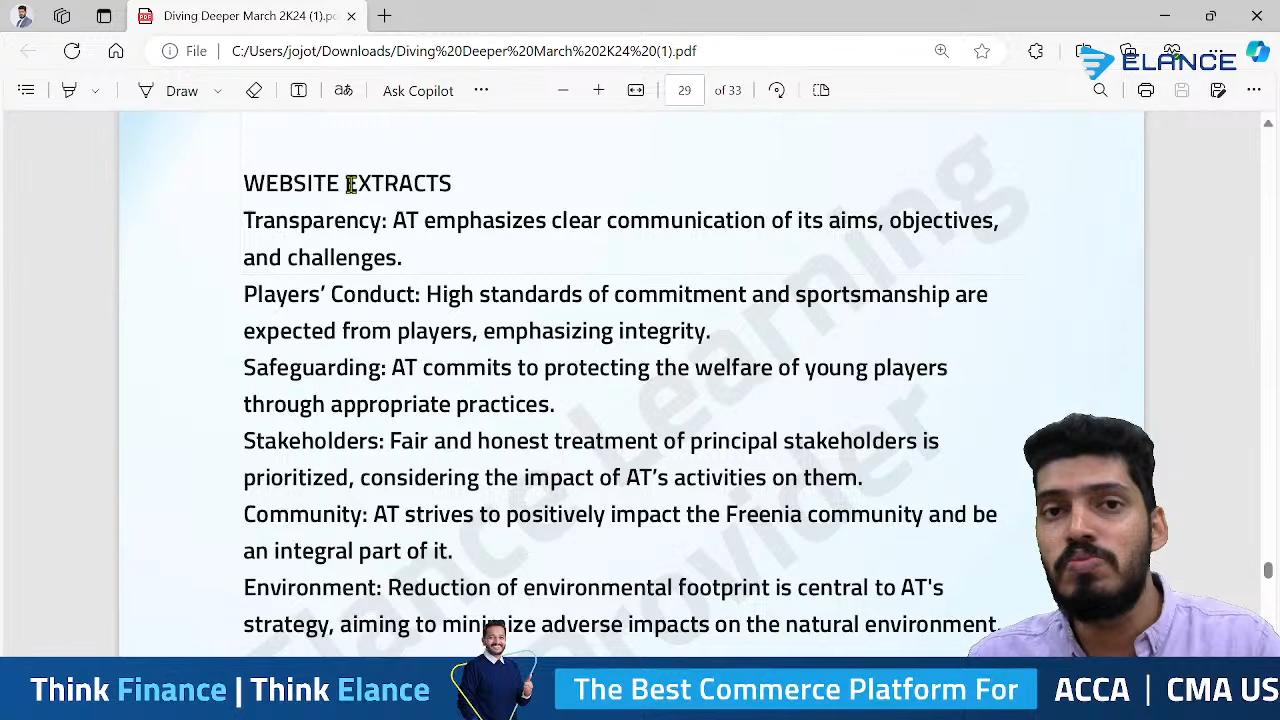 Diving Deeper March 2K24 (1).pd
File C:/Users/jojot/Downloads/Diving%20Deeper%20March%202K24%20(1).pdf
ELANCE
Draw
Ask Copilot
29 of 33
WEBSITE EXTRACTS
Transparency: AT emphasizes clear communication of its aims, objectives,
and challenges.
Players’ Conduct: High standards of commitment and sportsmanship are
expected from players, emphasizing integrity.
Safeguarding: AT commits to protecting the welfare of young players
through appropriate practices.
Stakeholders: Fair and honest treatment of principal stakeholders is
prioritized, considering the impact of AT’s activities on them.
Community: AT strives to positively impact the Freenia community and be
an integral part of it.
Environment: Reduction of environmental footprint is central to AT's
strategy, aiming to minimize adverse impacts on the natural environment.
Elance Learning
Provider
Think Finance | Think Elance
The Best Commerce Platform For
ACCA | CMA US